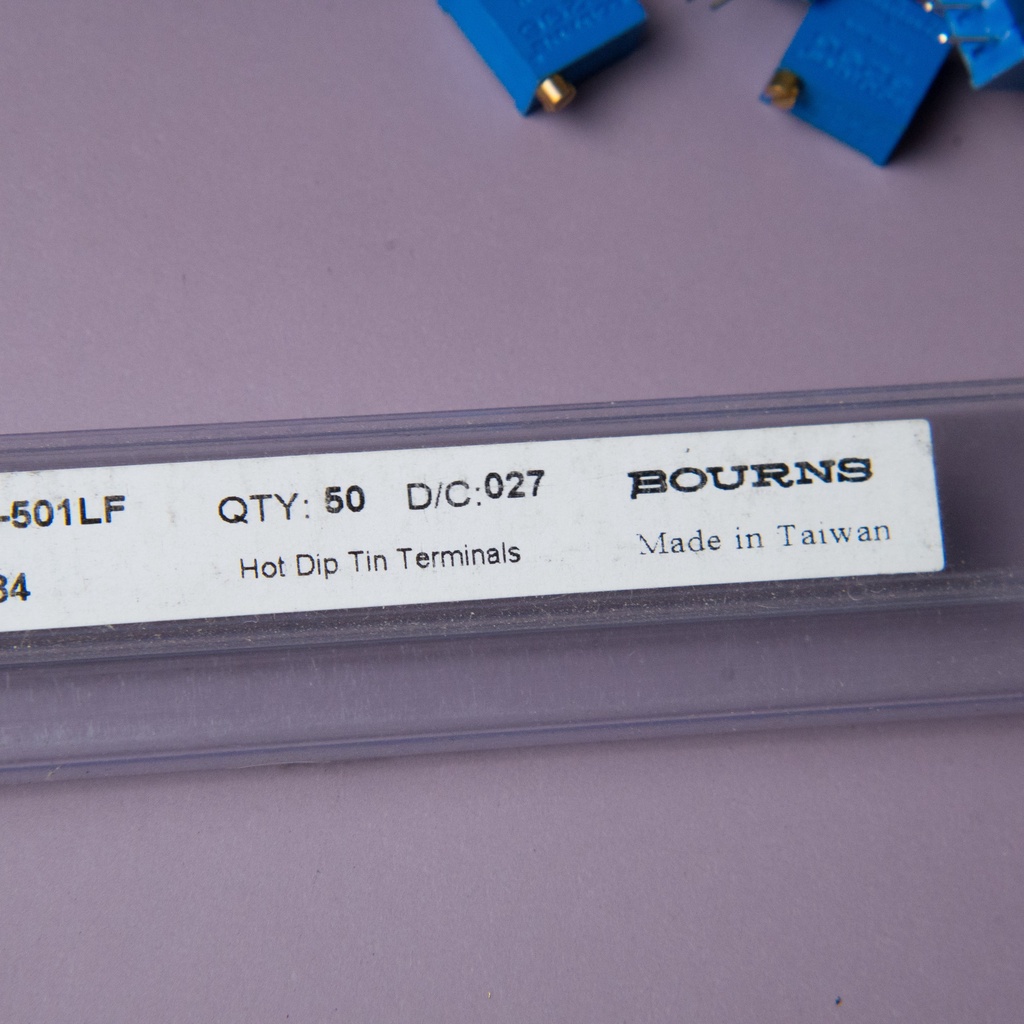 -501LF QTY: 50 D/C:027 BOURNS
34 Hot Dip Tin Terminals Made in Taiwan